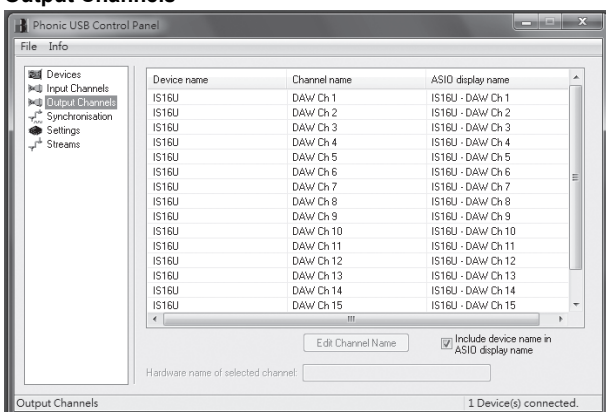 Output Channels
Phonic USB Control Panel
File Info
Devices
Input Channels
Output Channels
Synchronisation
Settings
Streams
Device name Channel name ASIO display name
IS16U DAW Ch 1 IS16U - DAW Ch 1
IS16U DAW Ch 2 IS16U - DAW Ch 2
IS16U DAW Ch 3 IS16U - DAW Ch 3
IS16U DAW Ch 4 IS16U - DAW Ch 4
IS16U DAW Ch 5 IS16U - DAW Ch 5
IS16U DAW Ch 6 IS16U - DAW Ch 6
IS16U DAW Ch 7 IS16U - DAW Ch 7
IS16U DAW Ch 8 IS16U - DAW Ch 8
IS16U DAW Ch 9 IS16U - DAW Ch 9
IS16U DAW Ch 10 IS16U - DAW Ch 10
IS16U DAW Ch 11 IS16U - DAW Ch 11
IS16U DAW Ch 12 IS16U - DAW Ch 12
IS16U DAW Ch 13 IS16U - DAW Ch 13
IS16U DAW Ch 14 IS16U - DAW Ch 14
IS16U DAW Ch 15 IS16U - DAW Ch 15
Edit Channel Name
Include device name in
ASIO display name
Hardware name of selected channel:
Output Channels 1 Device(s) connected.